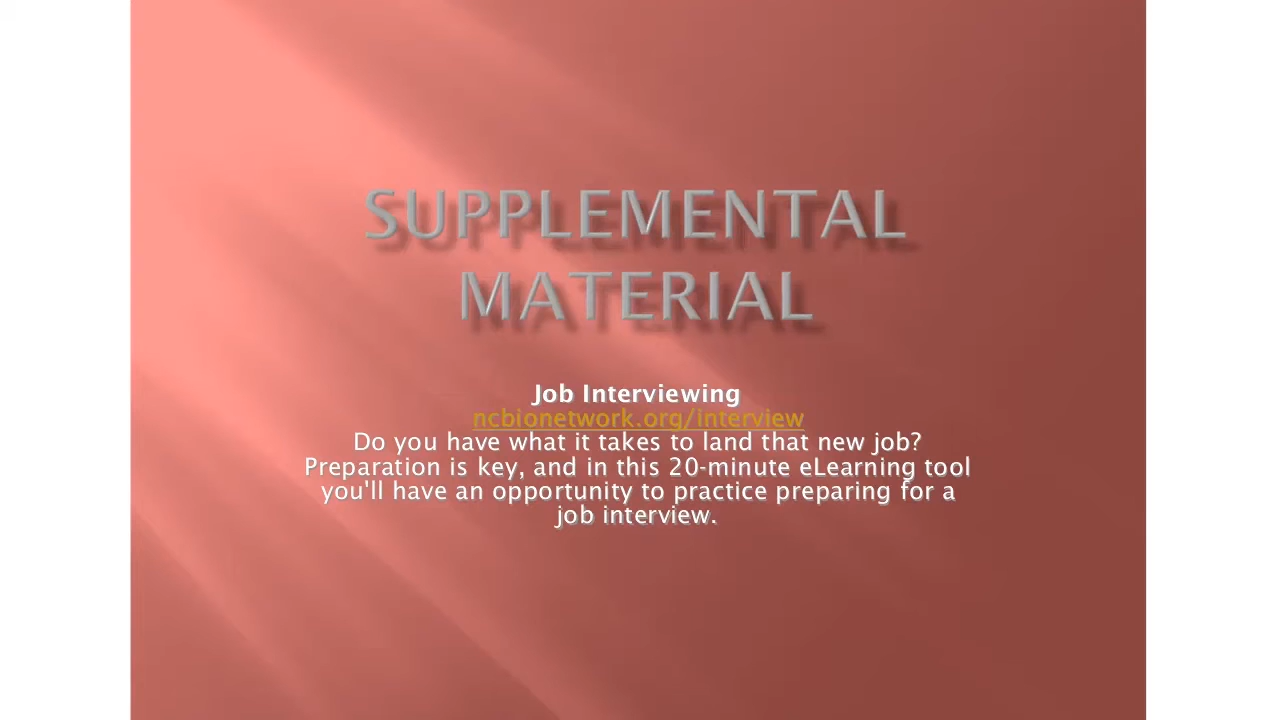 SUPPLEMENTAL
MATERIAL
Job Interviewing
ncbionetwork.org/interview
Do you have what it takes to land that new job?
Preparation is key, and in this 20-minute eLearning tool
you'll have an opportunity to practice preparing for a
job interview.